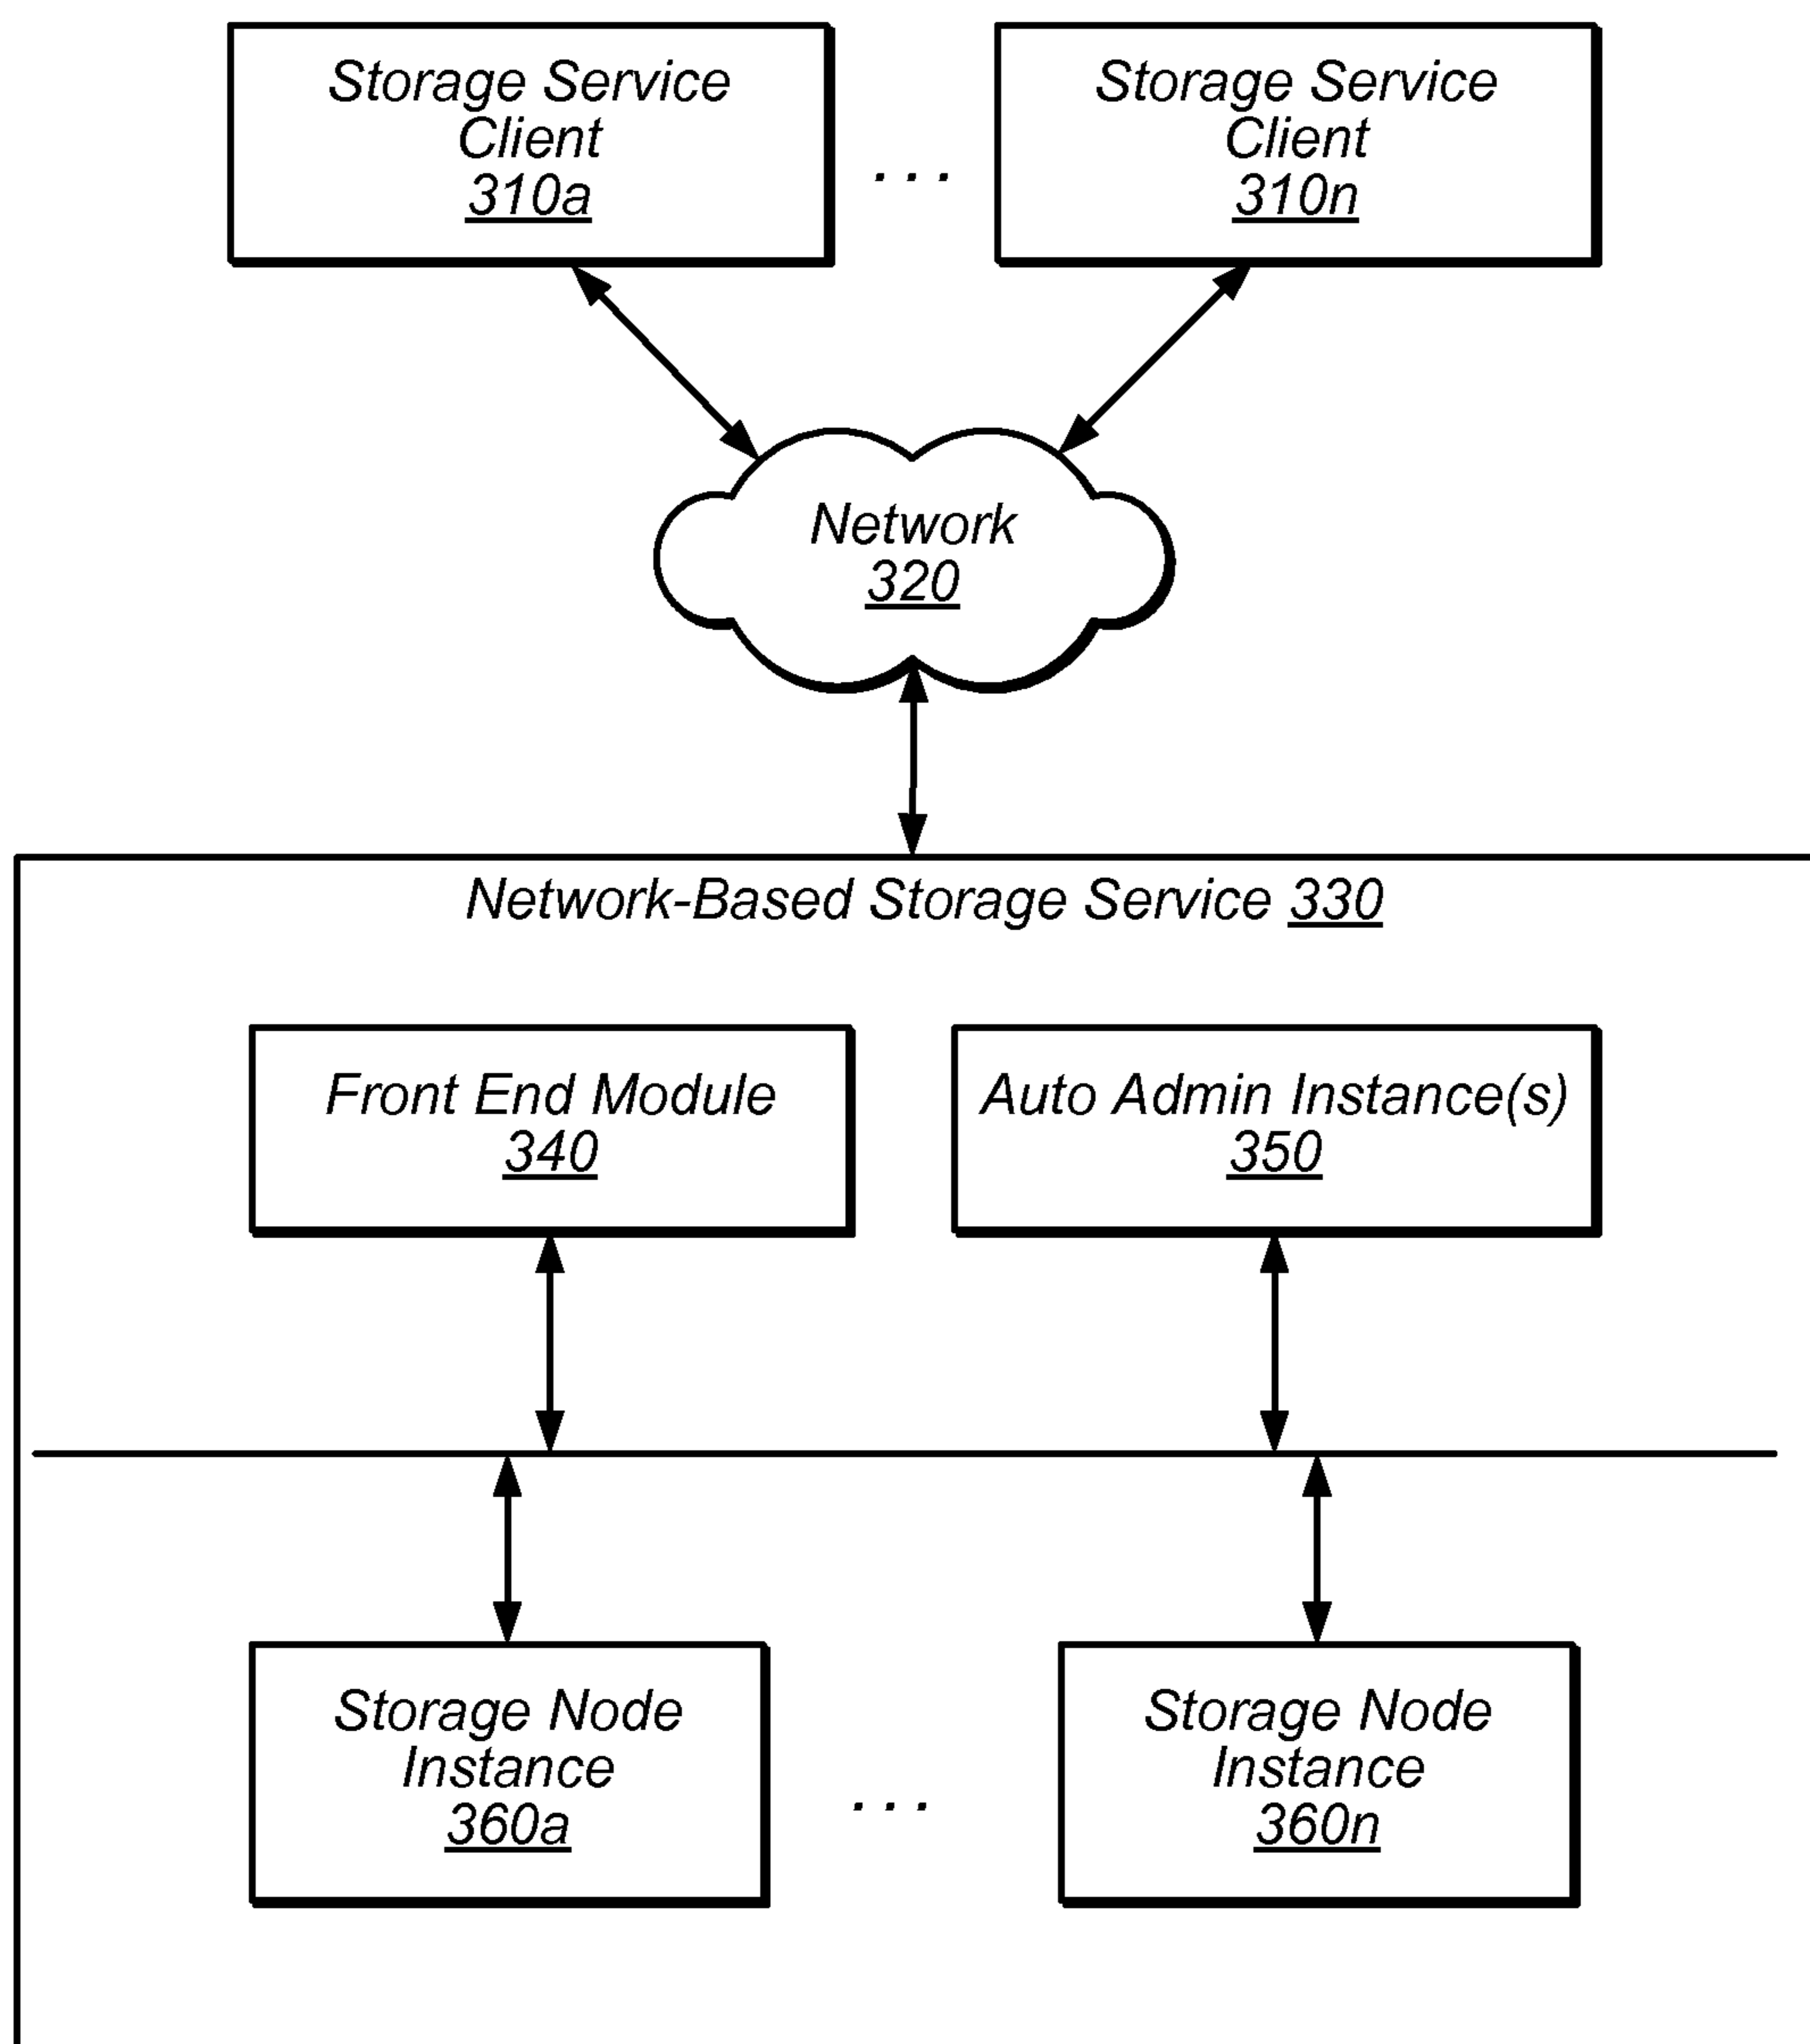 Storage Service
Client
310a
. . .
Storage Service
Client
310n
Network
320
Network-Based Storage Service 330
Front End Module
340
Auto Admin Instance(s)
350
Storage Node
Instance
360a
. . .
Storage Node
Instance
360n